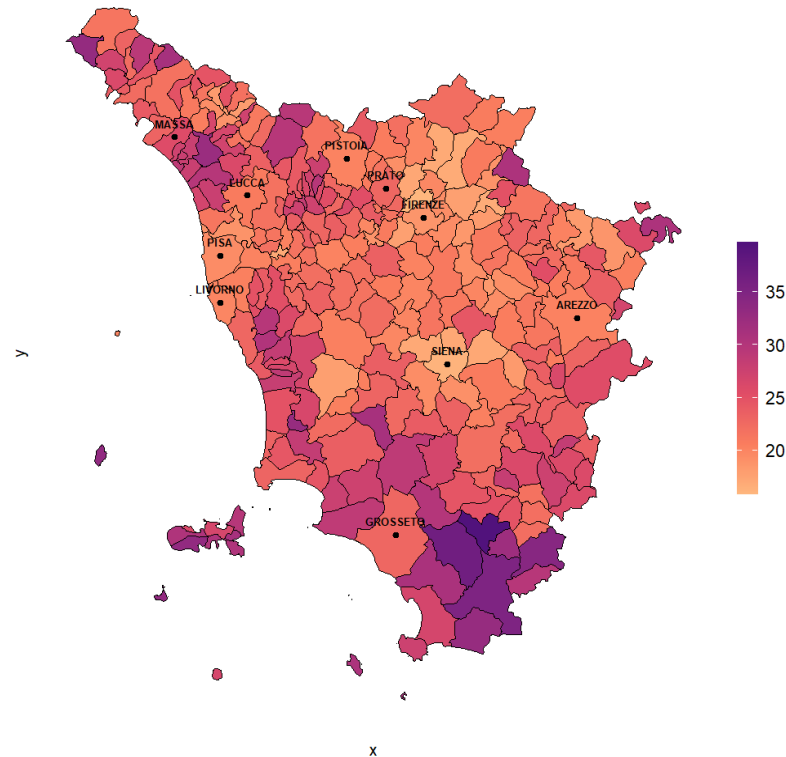 MASSA
PISTOIA
PRATO
LUCCA
FIRENZE
PISA
LIVORNO
AREZZO
SIENA
GROSSETO
35
30
25
20
y
x